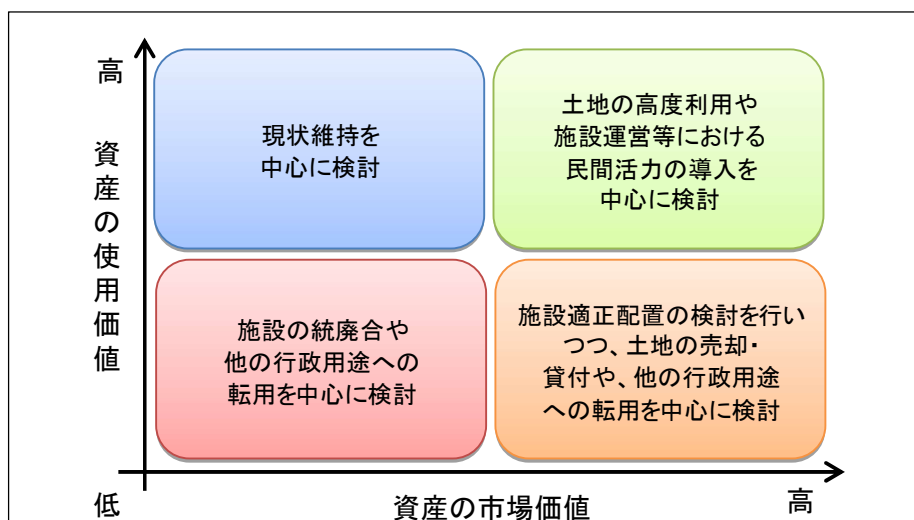 高
資産の使用価値
現状維持を
中心に検討
土地の高度利用や
施設運営等における
民間活力の導入を
中心に検討
施設の統廃合や
他の行政用途への
転用を中心に検討
施設適正配置の検討を行い
つつ、土地の売却・
貸付や、他の行政用途
への転用を中心に検討
低
資産の市場価値
高